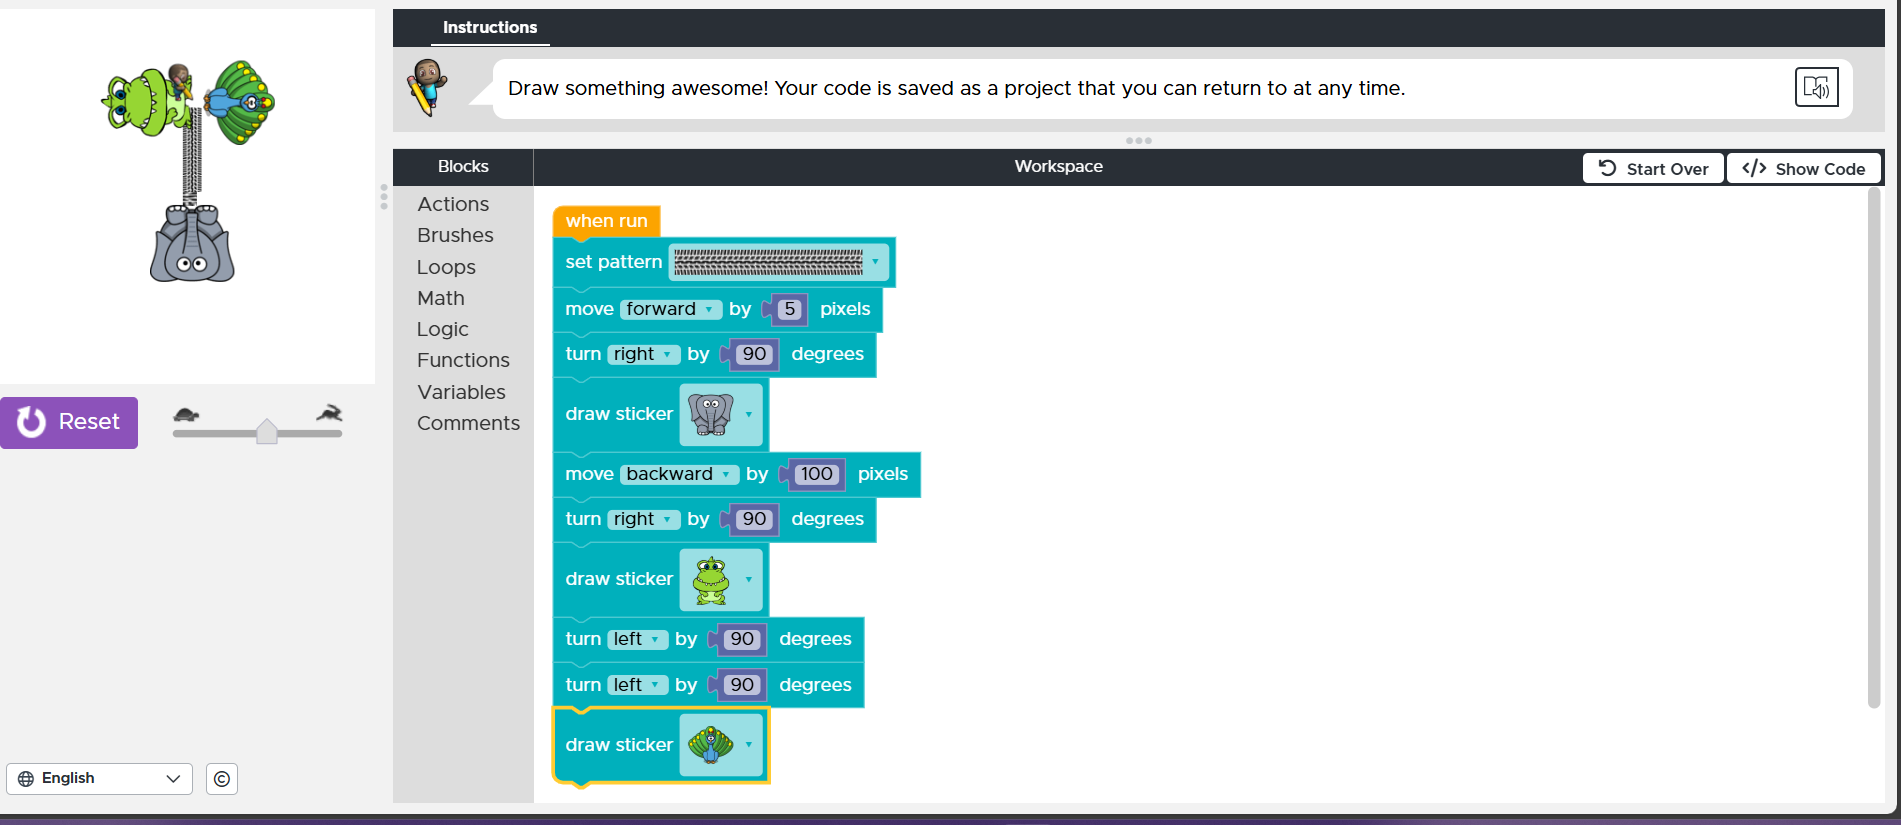 Instructions
Draw something awesome! Your code is saved as a project that you can return to at any time.
Blocks
Workspace
Start Over
</> Show Code
Actions
Brushes
Loops
Math
Logic
Functions
Variables
Comments
when run
set pattern
move forward by 5 pixels
turn right by 90 degrees
draw sticker
move backward by 100 pixels
turn right by 90 degrees
draw sticker
turn left by 90 degrees
turn left by 90 degrees
draw sticker
Reset
English
©